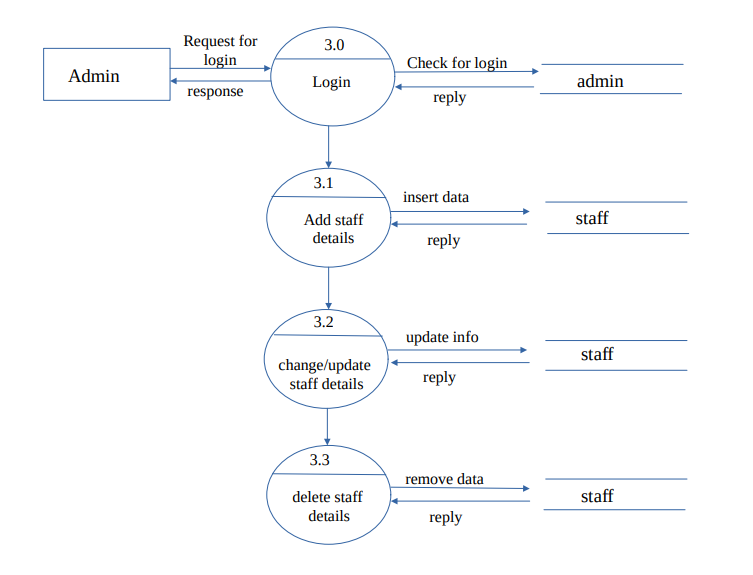 Request for
login
response
Admin
3.0
Login
Check for login
reply
admin
3.1
Add staff
details
insert data
reply
staff
3.2
change/update
staff details
update info
reply
staff
3.3
delete staff
details
remove data
reply
staff